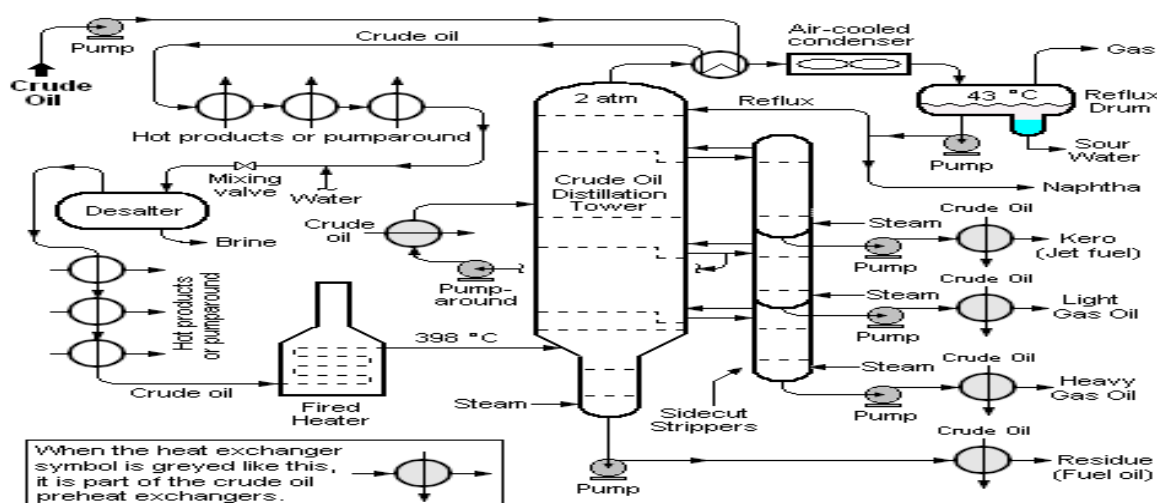 Pump
Crude oil
Air-cooled
condenser
Gas
Crude
Oil
2 atm
Reflux
43 °C
Reflux
Drum
Hot products or pumparound
Pump
Sour
Water
Mixing
valve
Water
Crude Oil
Distillation
Tower
Naphtha
Desalter
Brine
Crude
oil
Steam
Crude Oil
Pump
Kero
(Jet fuel)
Pump-
around
Hot products
or pumparound
Steam
Crude Oil
Pump
Light
Gas Oil
398 °C
Crude oil
Fired
Heater
Steam
Sidecut
Strippers
Steam
Crude Oil
Pump
Heavy
Gas Oil
When the heat exchanger
symbol is greyed like this,
it is part of the crude oil
preheat exchangers.
Pump
Crude Oil
Residue
(Fuel oil)